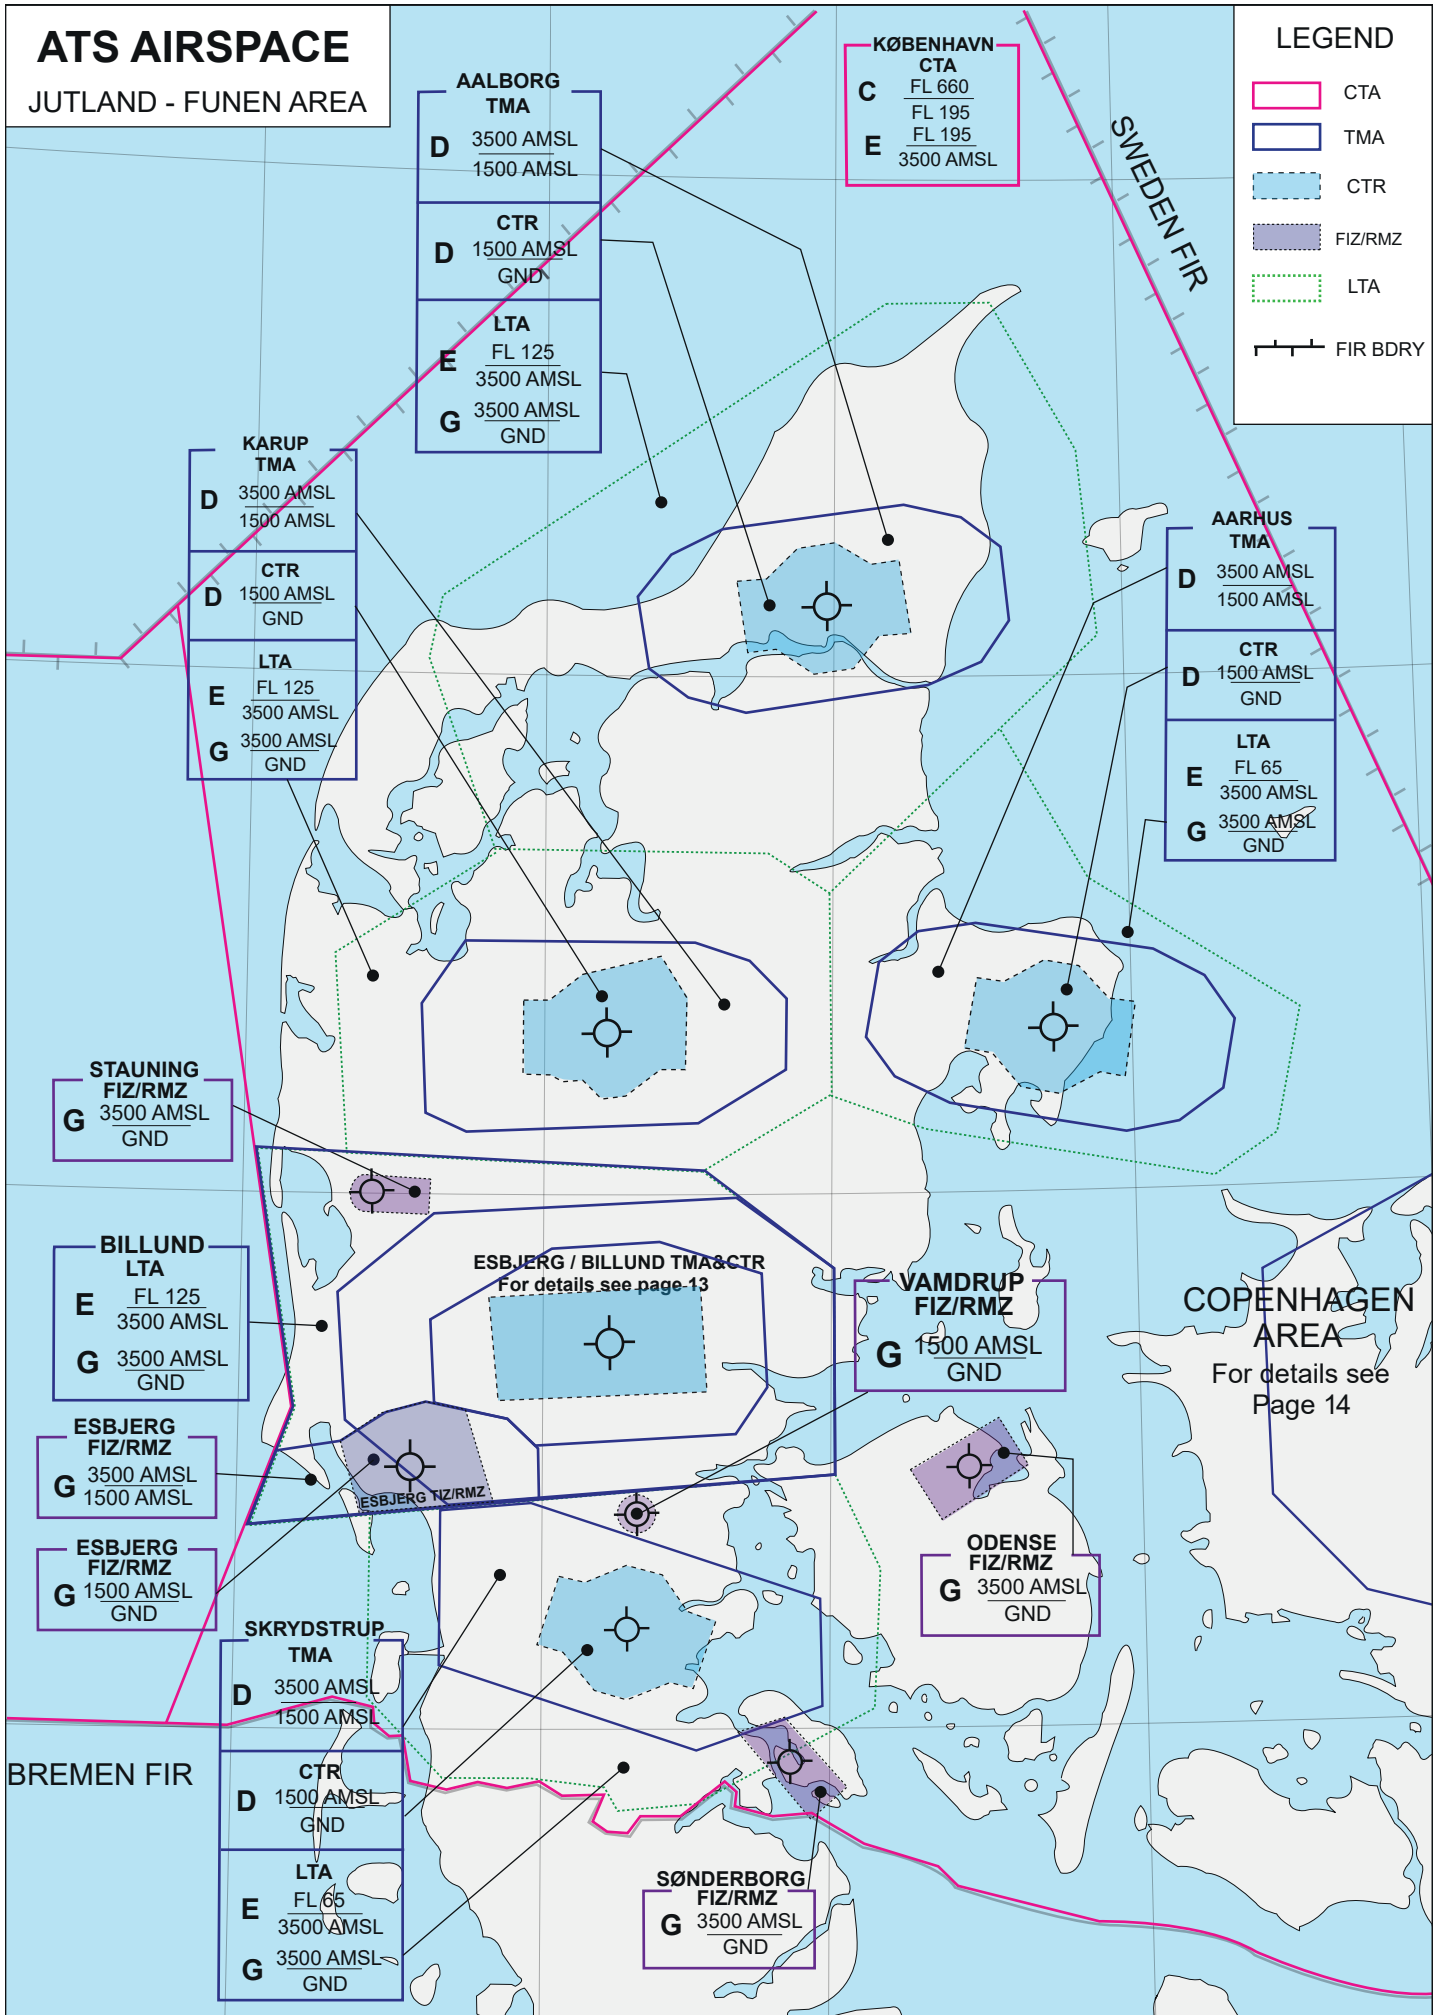 ATS AIRSPACE
JUTLAND - FUNEN AREA
AALBORG
TMA
D 3500 AMSL
1500 AMSL
CTR
D 1500 AMSL
GND
LTA
E FL 125
3500 AMSL
G 3500 AMSL
GND
KØBENHAVN
CTA
C FL 660
FL 195
E FL 195
3500 AMSL
SWEDEN FIR
LEGEND
CTA
TMA
CTR
FIZ/RMZ
LTA
FIR BDRY
KARUP
TMA
D 3500 AMSL
1500 AMSL
CTR
D 1500 AMSL
GND
LTA
E FL 125
3500 AMSL
G 3500 AMSL
GND
AARHUS
TMA
D 3500 AMSL
1500 AMSL
CTR
D 1500 AMSL
GND
LTA
E FL 65
3500 AMSL
G 3500 AMSL
GND
STAUNING
FIZ/RMZ
G 3500 AMSL
GND
BILLUND
LTA
E FL 125
3500 AMSL
G 3500 AMSL
GND
ESBJERG / BILLUND TMA&CTR
For details see page 13
VAMDRUP
FIZ/RMZ
G 1500 AMSL
GND
COPENHAGEN
AREA
For details see
Page 14
ESBJERG
FIZ/RMZ
G 3500 AMSL
1500 AMSL
ESBJERG FIZ/RMZ
ESBJERG
FIZ/RMZ
G 1500 AMSL
GND
ODENSE
FIZ/RMZ
G 3500 AMSL
GND
SKRYDSTRUP
TMA
D 3500 AMSL
1500 AMSL
CTR
D 1500 AMSL
GND
LTA
E FL 65
3500 AMSL
G 3500 AMSL
GND
BREMEN FIR
SØNDERBORG
FIZ/RMZ
G 3500 AMSL
GND